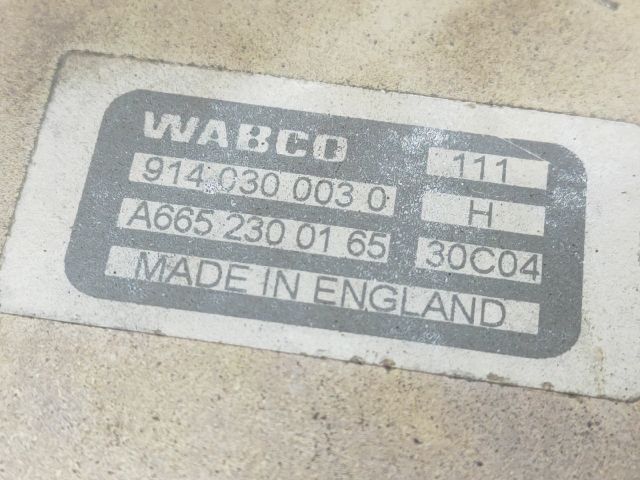 WABCO 111
914 030 003 0 H
A665 230 01 65 30C04
MADE IN ENGLAND